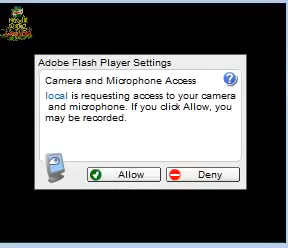 Adobe Flash Player Settings
Camera and Microphone Access
local is requesting access to your camera
and microphone. If you click Allow, you
may be recorded.
Allow Deny